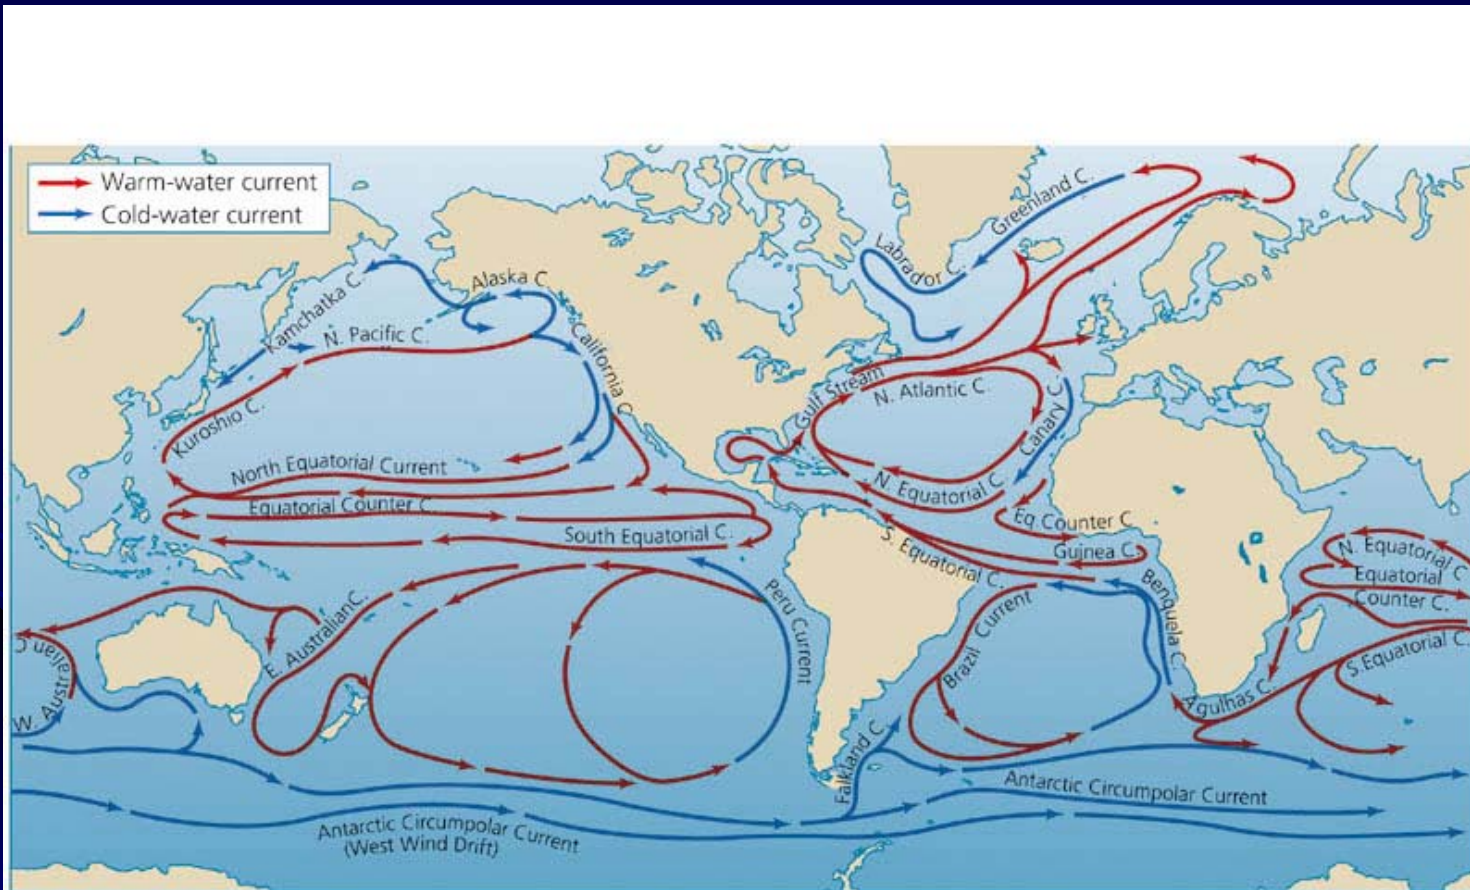 Warm-water current
Cold-water current
Greenland C.
Labrador C.
Alaska C
Kamchatka C.
N. Pacific C.
California C.
Kuroshio C.
Gulf Stream
N. Atlantic C.
Canary C.
North Equatorial Current
N. Equatorial C.
Equatorial Counter C.
Eq. Counter C
South Equatorial C.
S. Equatorial C.
Guinea C.
N. Equatorial C
Equatorial
Counter C.
Peru Current
Benguela C.
Brazil Current
E. Australian C.
W. Australian C
S. Equatorial C.
Agulhas C.
Falkland C.
Antarctic Circumpolar Current
Antarctic Circumpolar Current
(West Wind Drift)